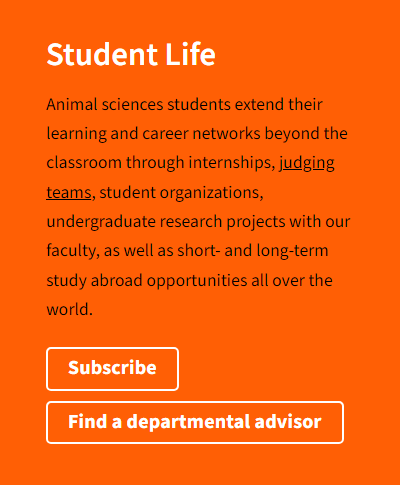 Student Life
Animal sciences students extend their
learning and career networks beyond the
classroom through internships, judging
teams, student organizations,
undergraduate research projects with our
faculty, as well as short- and long-term
study abroad opportunities all over the
world.
Subscribe
Find a departmental advisor